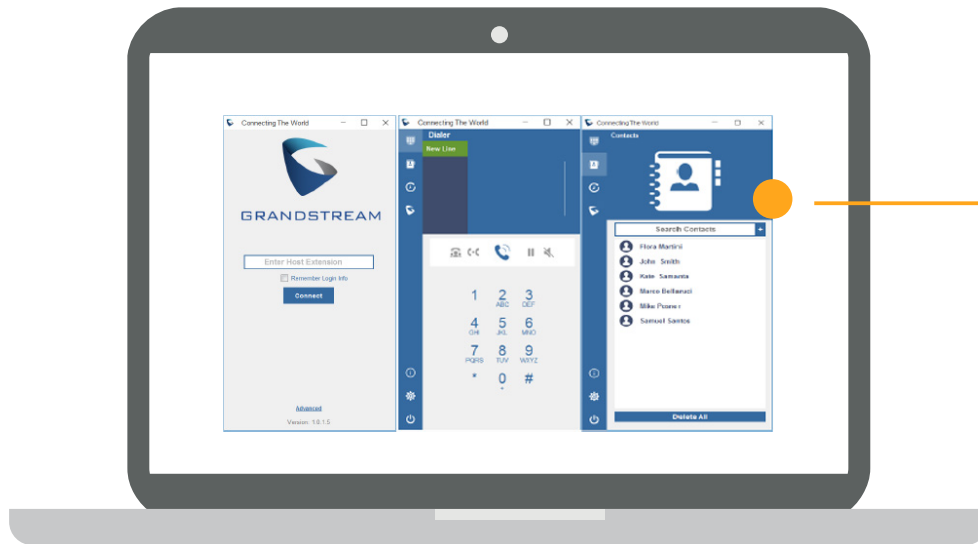 Connecting The World
GRANDSTREAM
Enter Host Extension
Remember Login Info
Connect
Advanced
Version: 1.0.1.5
Connecting The World
Dialer
New Line
1 2 3
ABC DEF
4 5 6
GHI JKL MNO
7 8 9
PQRS TUV WXYZ
* 0 #
+
Connecting The World
Contacts
Search Contacts +
Flora Martini
John Smith
Kate Samanta
Mike
Samuel Santos
Delete All